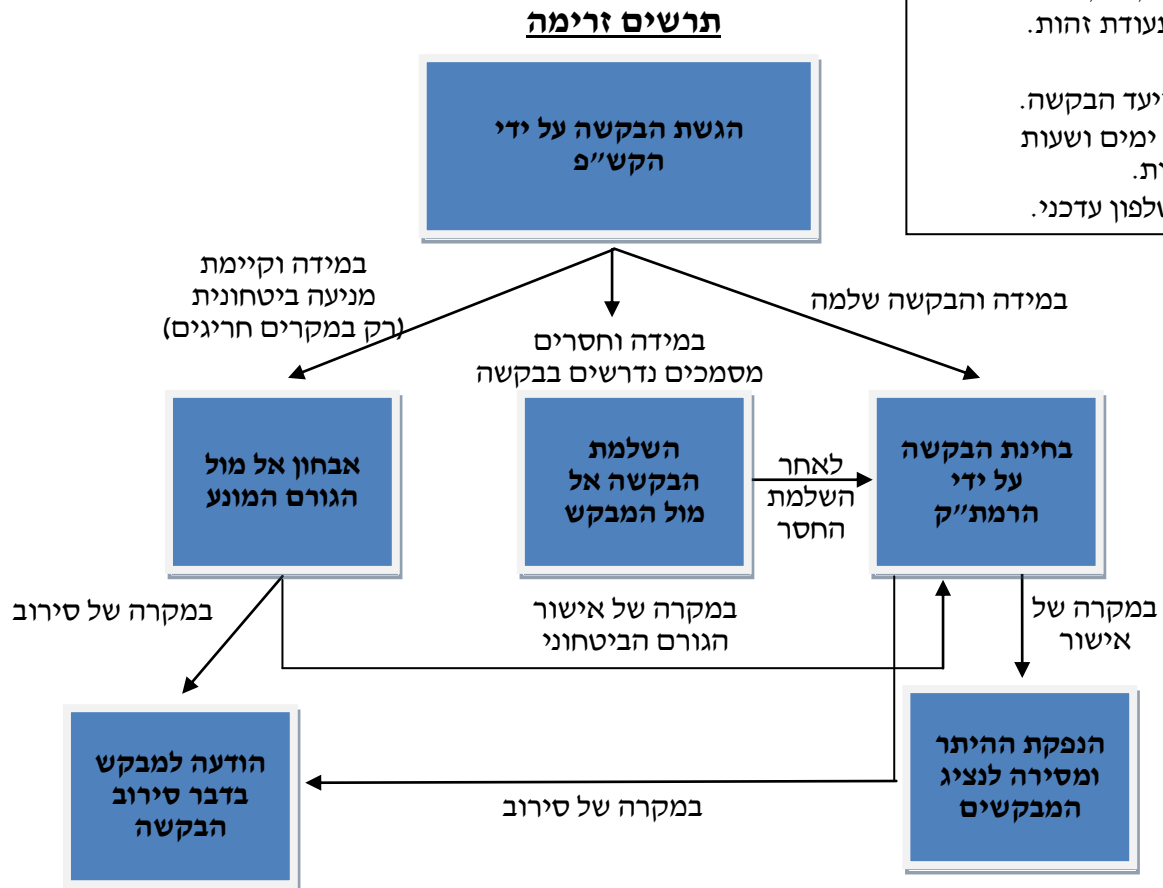 תרשים זרימה
תעודת זהות.
יעד הבקשה.
ימים ושעות
עדכני.
הגשת הבקשה על ידי
הקש״פ
במידה והבקשה שלמה
במידה וחסרים
מסמכים נדרשים בבקשה
במידה וקיימת
מניעה ביטחונית
(רק במקרים חריגים)
בחינת הבקשה
על ידי
הרמת״ק
לאחר
השלמת
החסר
השלמת
הבקשה אל
מול המבקש
אבחון אל מול
הגורם המונע
במקרה של
אישור
במקרה של אישור
הגורם הביטחוני
במקרה של סירוב
הנפקת ההיתר
ומסירה לנציג
המבקשים
במקרה של סירוב
הודעה למבקש
בדבר סירוב
הבקשה